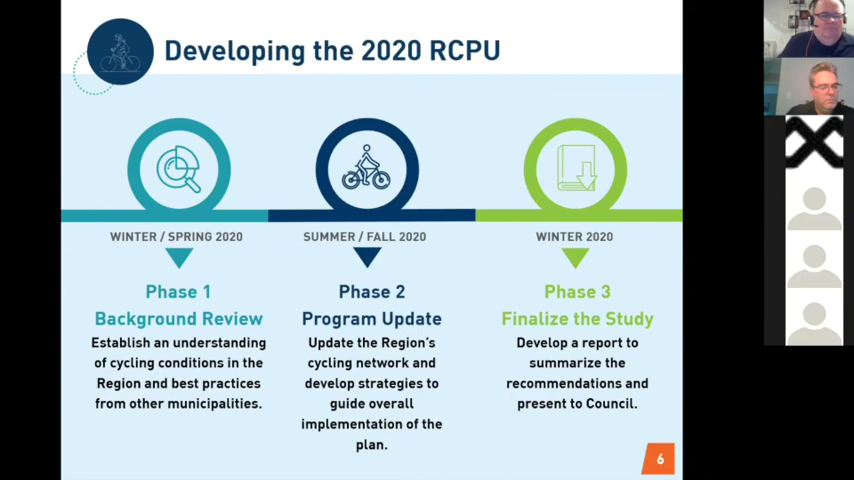 Developing the 2020 RCPU
WINTER / SPRING 2020
Phase 1
Background Review
Establish an understanding
of cycling conditions in the
Region and best practices
from other municipalities.
SUMMER / FALL 2020
Phase 2
Program Update
Update the Region's
cycling network and
develop strategies to
guide overall
implementation of the
plan.
WINTER 2020
Phase 3
Finalize the Study
Develop a report to
summarize the
recommendations and
present to Council.
6